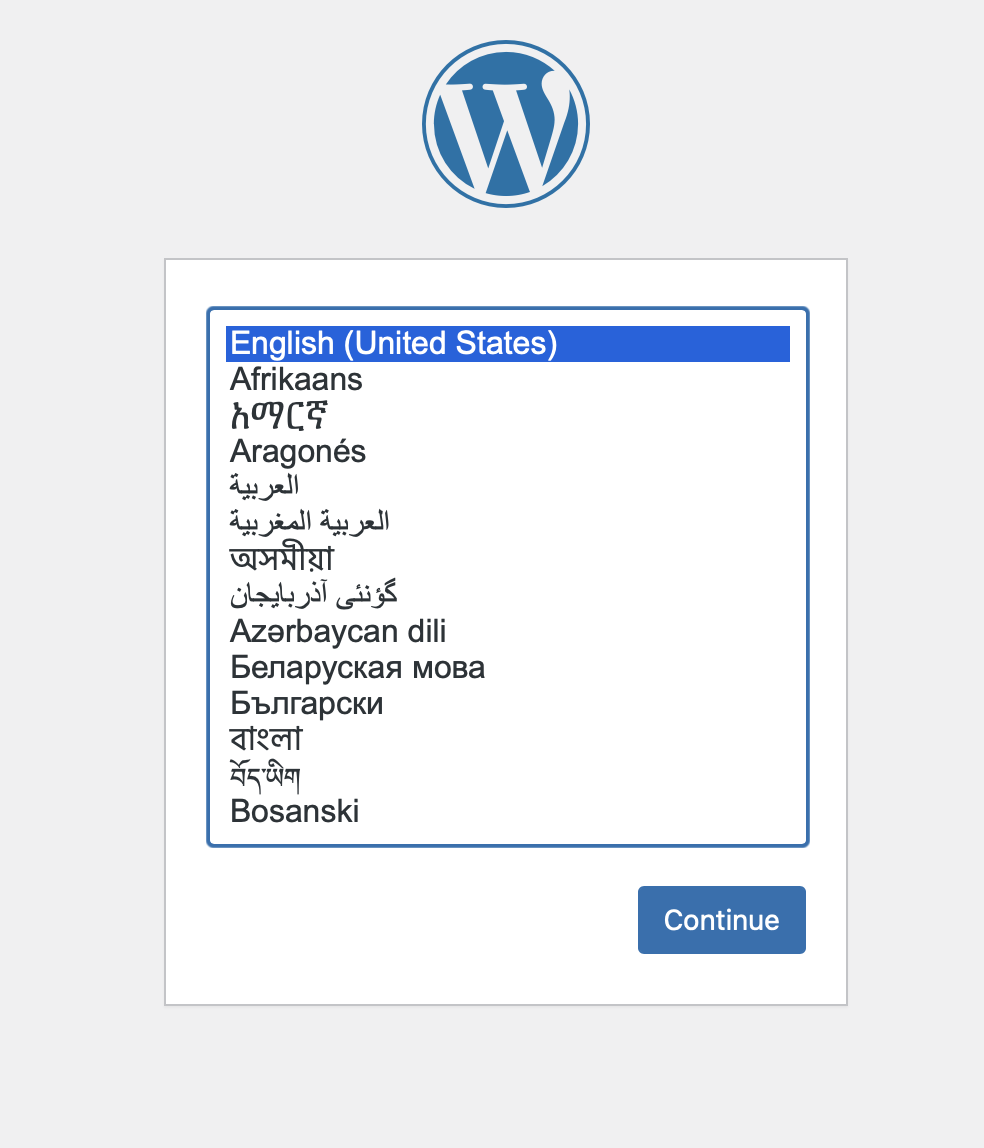 English (United States)
Afrikaans
አማርኛ
Aragonés
العربية
العربية المغربية
অসমীয়া
گؤنئی آذربایجان
Azərbaycan dili
Беларуская мова
Български
বাংলা
བོད་ཡིག
Bosanski
Continue